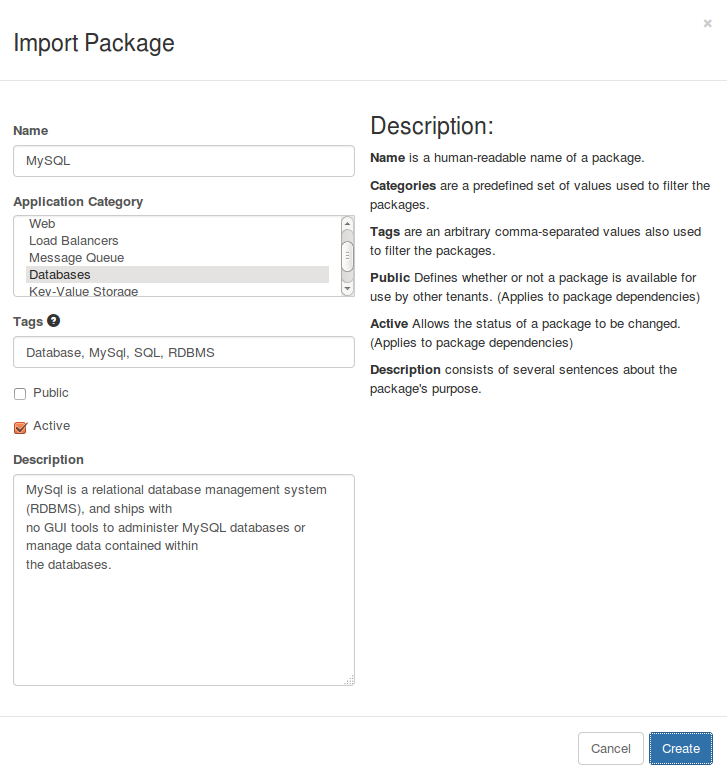 ×
Import Package
Name
MySQL
Application Category
Web
Load Balancers
Message Queue
Databases
Key-Value Storage
Tags ?
Database, MySql, SQL, RDBMS
Public
Active
Description
MySql is a relational database management system
(RDBMS), and ships with
no GUI tools to administer MySQL databases or
manage data contained within
the databases.
Description:
Name is a human-readable name of a package.
Categories are a predefined set of values used to filter the
packages.
Tags are an arbitrary comma-separated values also used
to filter the packages.
Public Defines whether or not a package is available for
use by other tenants. (Applies to package dependencies)
Active Allows the status of a package to be changed.
(Applies to package dependencies)
Description consists of several sentences about the
package's purpose.
Cancel
Create